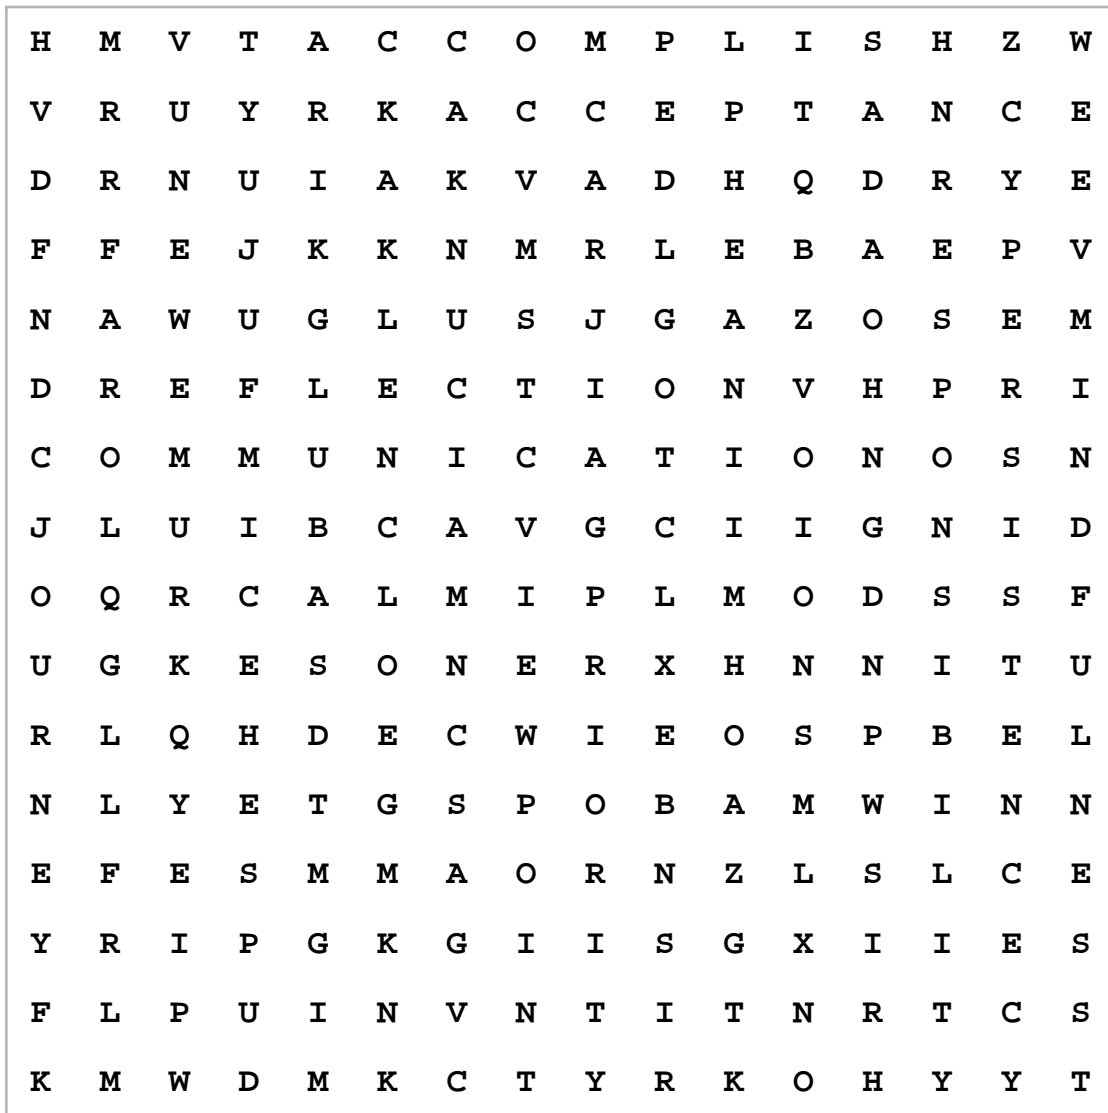 H M V T A C C O M P L I S H Z W
V R U Y R K A C C E P T A N C E
D R N U I A K V A D H Q D R Y E
F F E J K K N M R L E B A E P V
N A W U G L U S J G A Z O S E M
D R E F L E C T I O N V H P R I
C O M M U N I C A T I O N O S N
J L U I B C A V G C I I G N I D
O Q R C A L M I P L M O D S S F
U G K E S O N E R X H N N I T U
R L Q H D E C W I E O S P B E L
N L Y E T G S P O B A M W I N N
E F E S M M A O R N Z L S L C E
Y R I P G K G I I S G X I I E S
F L P U I N V N T I T N R T C S
K M W D M K C T Y R K O H Y Y T